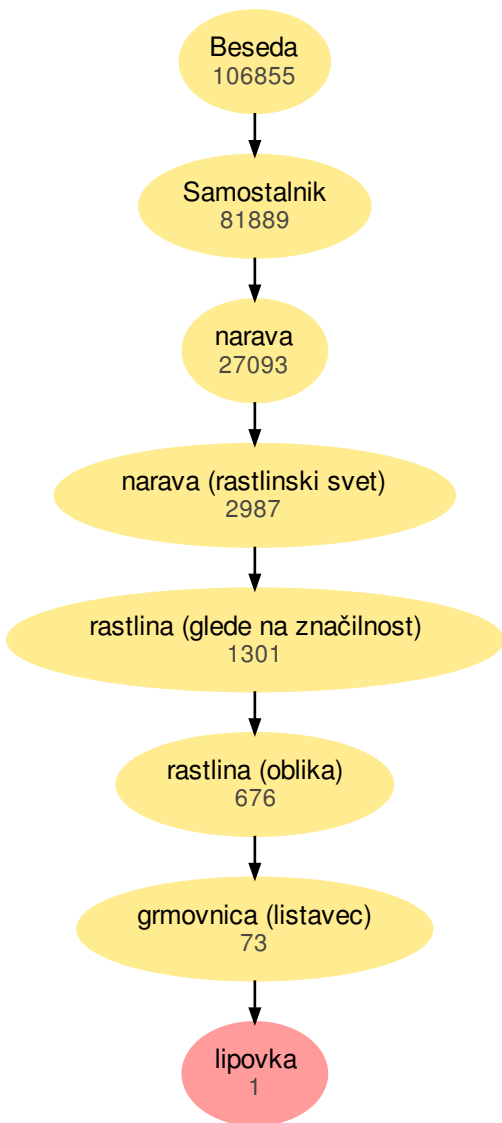 Beseda
106855
Samostalnik
81889
narava
27093
narava (rastlinski svet)
2987
rastlina (glede na značilnost)
1301
rastlina (oblika)
676
grmovnica (listavec)
73
lipovka
1